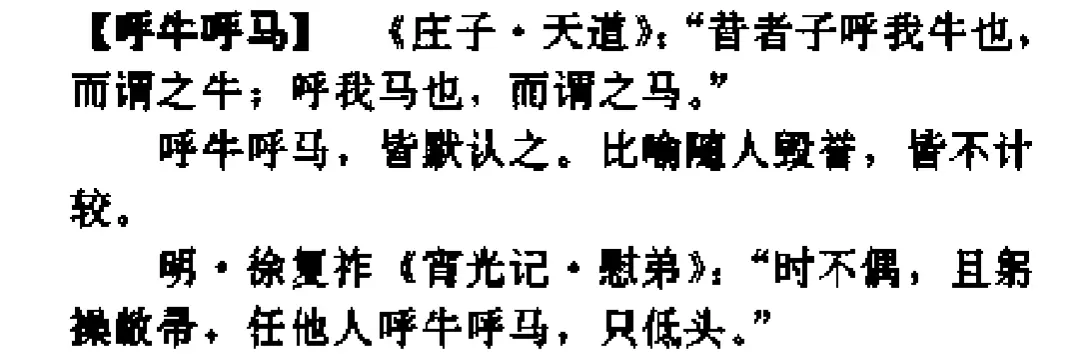 【呼牛呼马】 《庄子·天道》：“昔者子呼我牛也，
而谓之牛；呼我马也，而谓之马。”
呼牛呼马，皆默认之。比喻随人毁誉，皆不计
较。
明·徐复祚《宵光记·慰弟》：“时不偶，且躬
操敝帚，任他人呼牛呼马，只低头。”